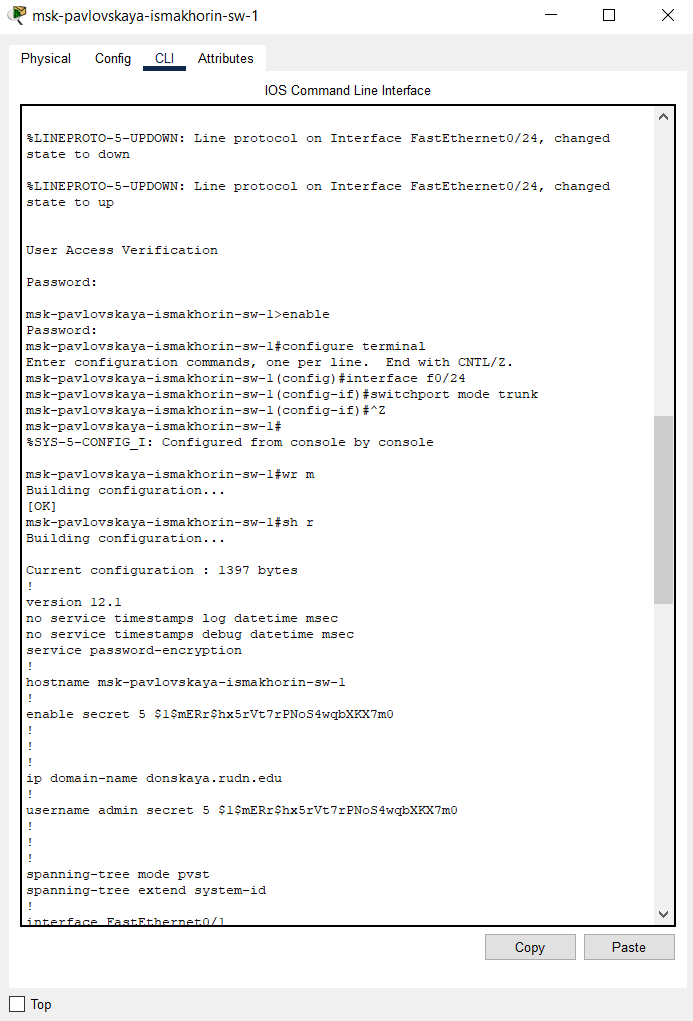 msk-pavlovskaya-ismakhorin-sw-1
Physical Config CLI Attributes
IOS Command Line Interface
%LINEPROTO-5-UPDOWN: Line protocol on Interface FastEthernet0/24, changed
state to down
%LINEPROTO-5-UPDOWN: Line protocol on Interface FastEthernet0/24, changed
state to up
User Access Verification
Password:
msk-pavlovskaya-ismakhorin-sw-1>enable
Password:
msk-pavlovskaya-ismakhorin-sw-1#configure terminal
Enter configuration commands, one per line.  End with CNTL/Z.
msk-pavlovskaya-ismakhorin-sw-1(config)#interface f0/24
msk-pavlovskaya-ismakhorin-sw-1(config-if)#switchport mode trunk
msk-pavlovskaya-ismakhorin-sw-1(config-if)#^Z
msk-pavlovskaya-ismakhorin-sw-1#
%SYS-5-CONFIG_I: Configured from console by console
msk-pavlovskaya-ismakhorin-sw-1#wr m
Building configuration...
[OK]
msk-pavlovskaya-ismakhorin-sw-1#sh r
Building configuration...
Current configuration : 1397 bytes
!
version 12.1
no service timestamps log datetime msec
no service timestamps debug datetime msec
service password-encryption
!
hostname msk-pavlovskaya-ismakhorin-sw-1
!
enable secret 5 $1$mERr$hx5rVt7rPNoS4wqbXKX7m0
!
!
!
ip domain-name donskaya.rudn.edu
!
username admin secret 5 $1$mERr$hx5rVt7rPNoS4wqbXKX7m0
!
!
!
spanning-tree mode pvst
spanning-tree extend system-id
!
interface FastEthernet0/1
Copy Paste
Top